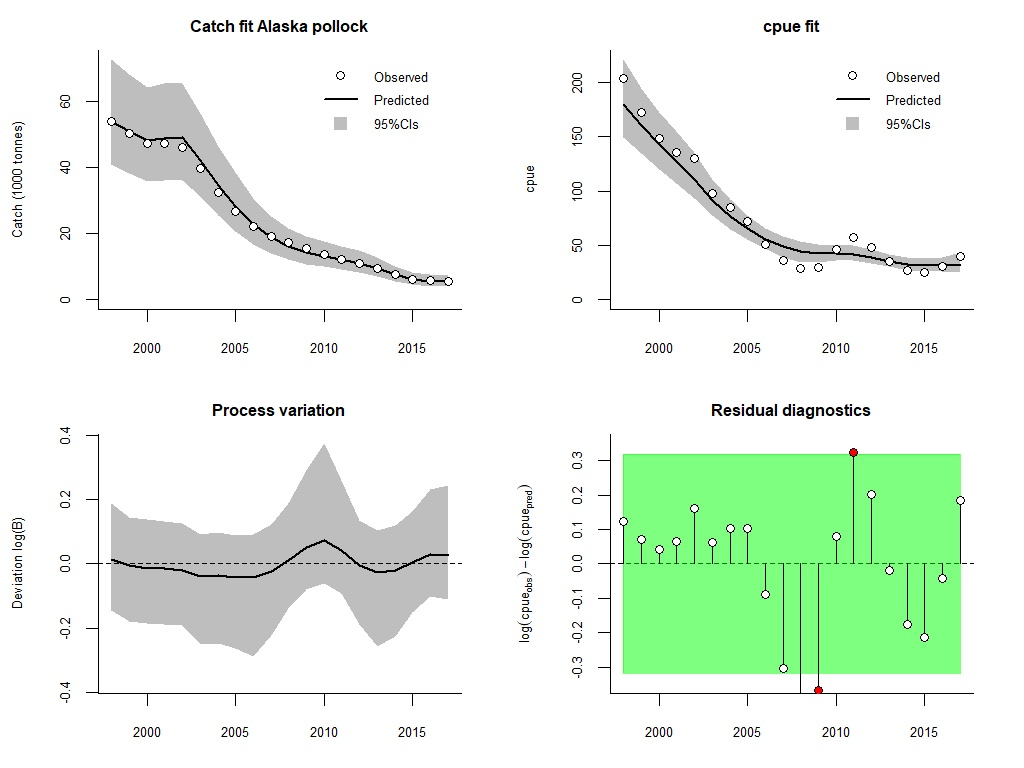 Catch fit Alaska pollock
Catch (1000 tonnes)
60
40
20
0
Observed
Predicted
95%CIs
2000 2005 2010 2015
cpue fit
cpue
200
150
100
50
0
Observed
Predicted
95%CIs
2000 2005 2010 2015
Process variation
Deviation log(B)
0.4
0.2
0.0
-0.2
-0.4
2000 2005 2010 2015
Residual diagnostics
log(cpue_obs) − log(cpue_pred)
0.3
0.2
0.1
0.0
-0.1
-0.2
-0.3
2000 2005 2010 2015